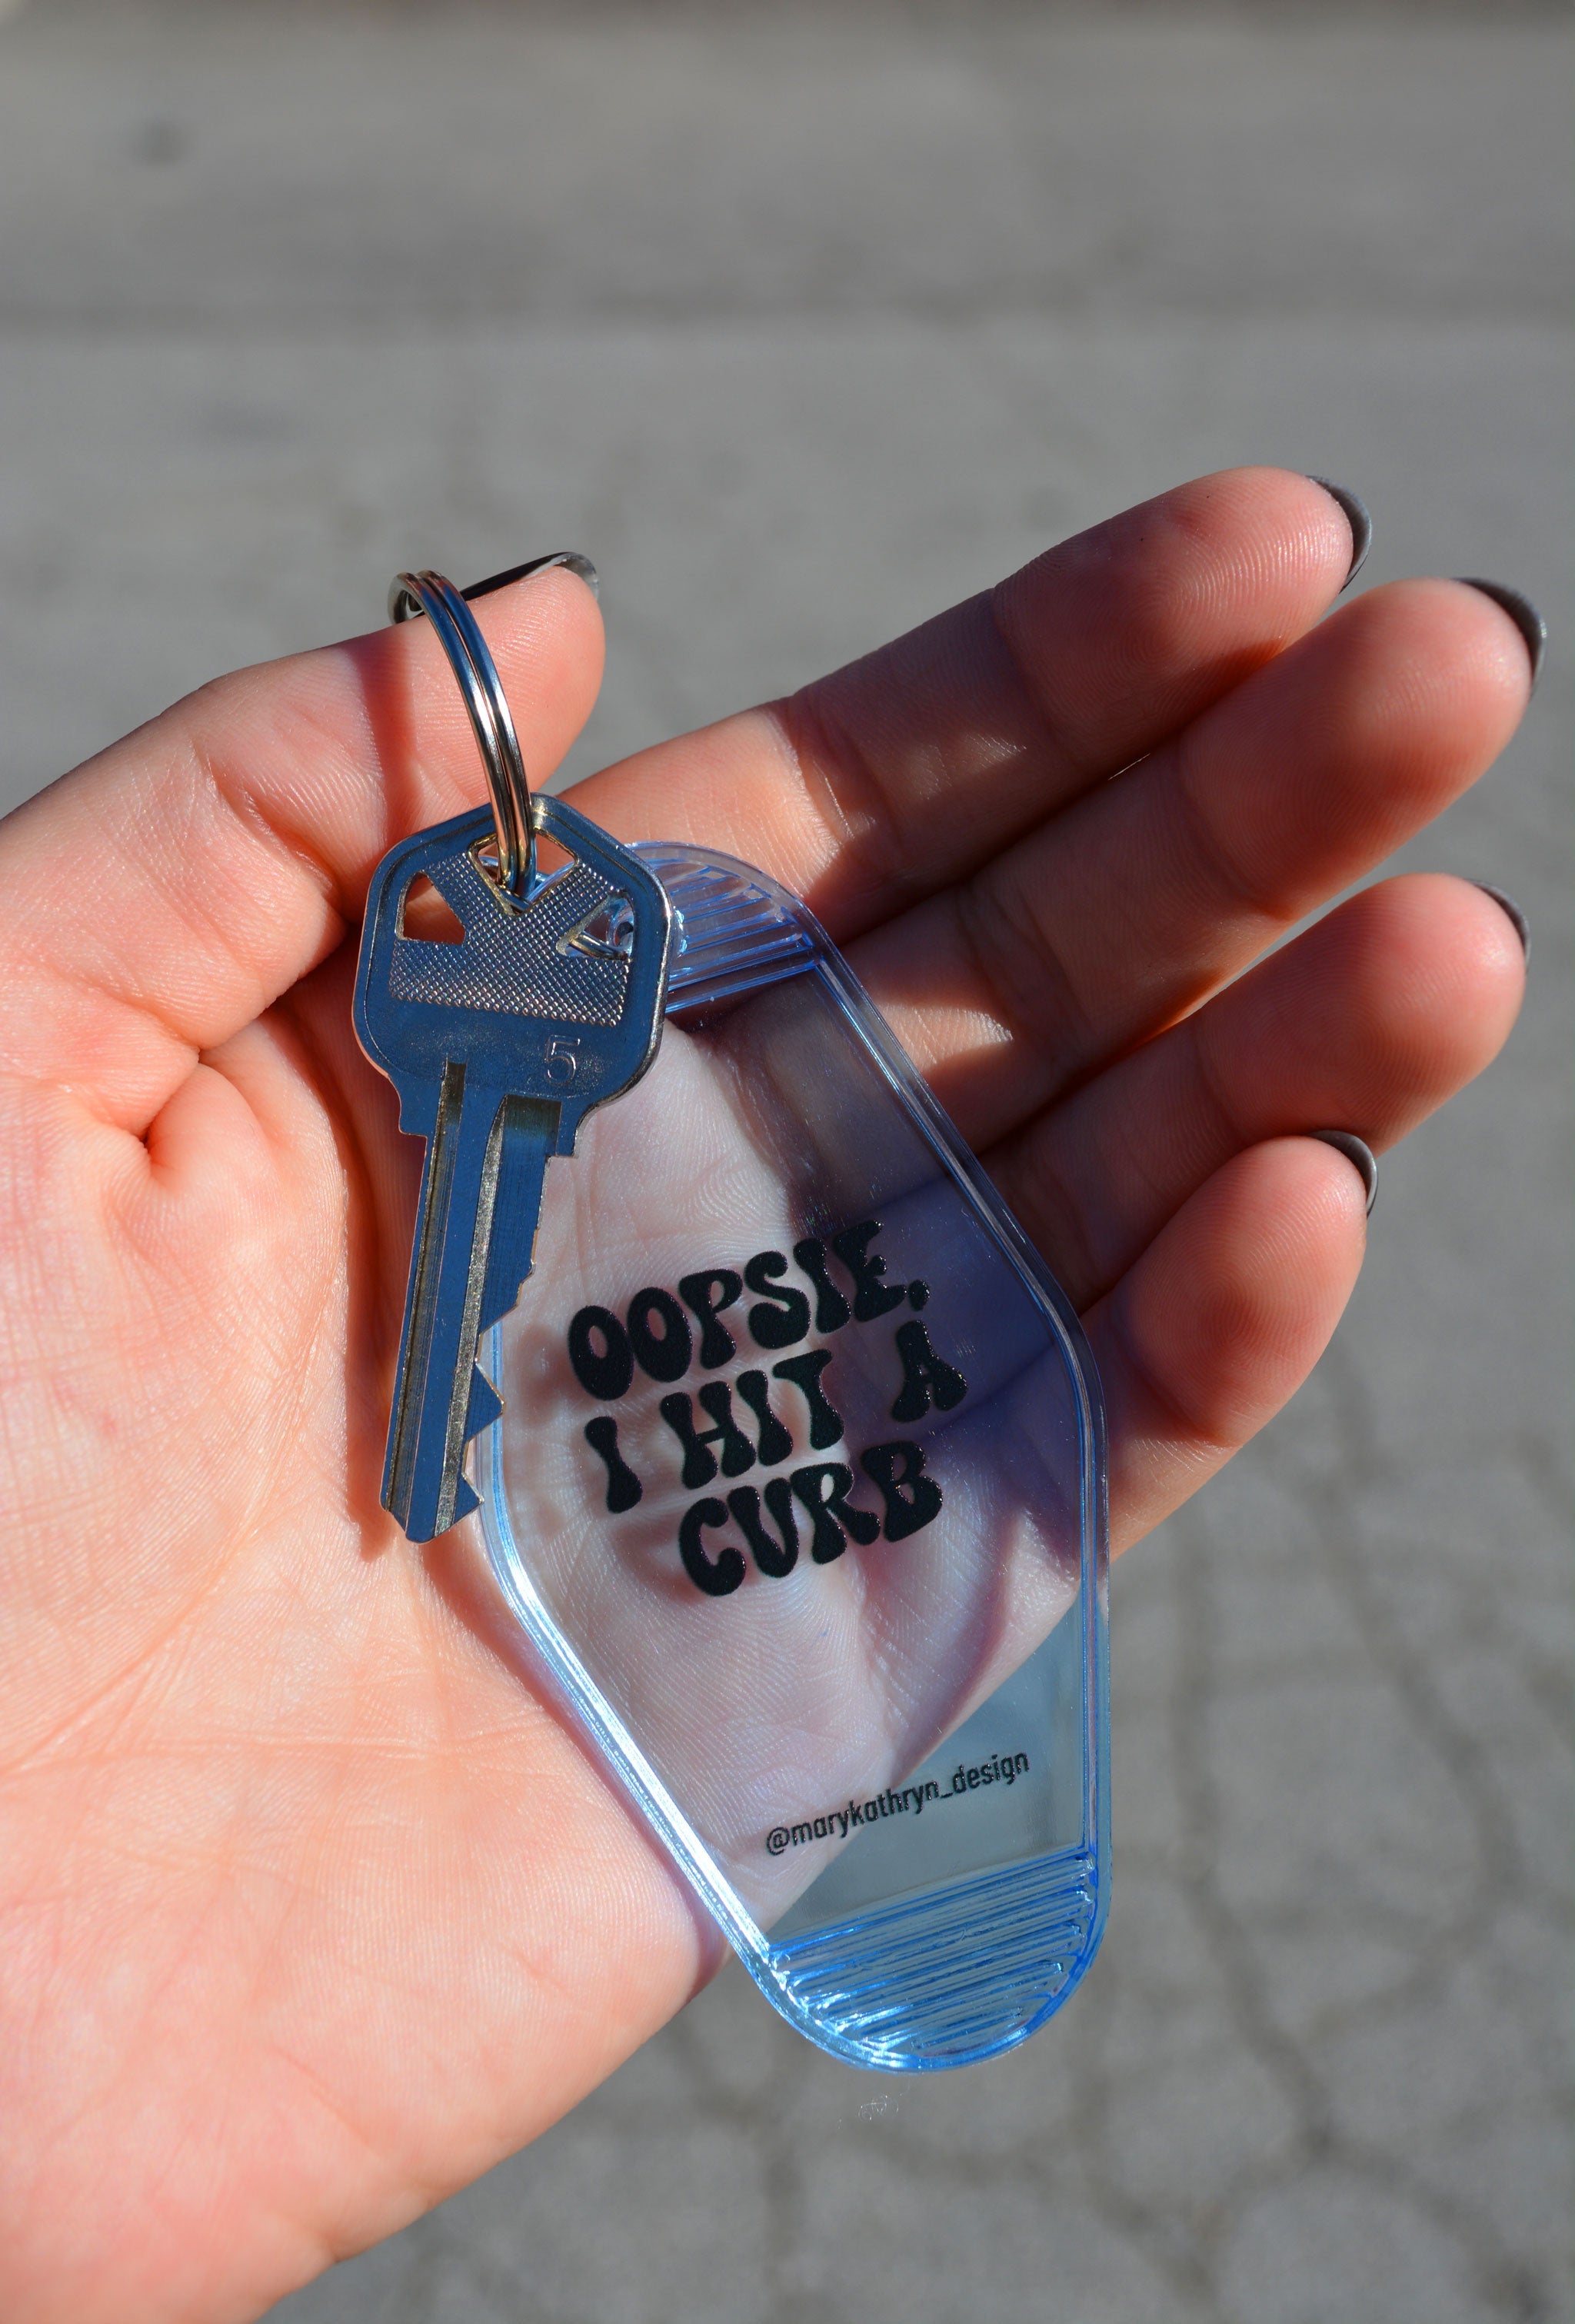 5
OOPSIE,
I HIT A
CURB
@marykathryn_design